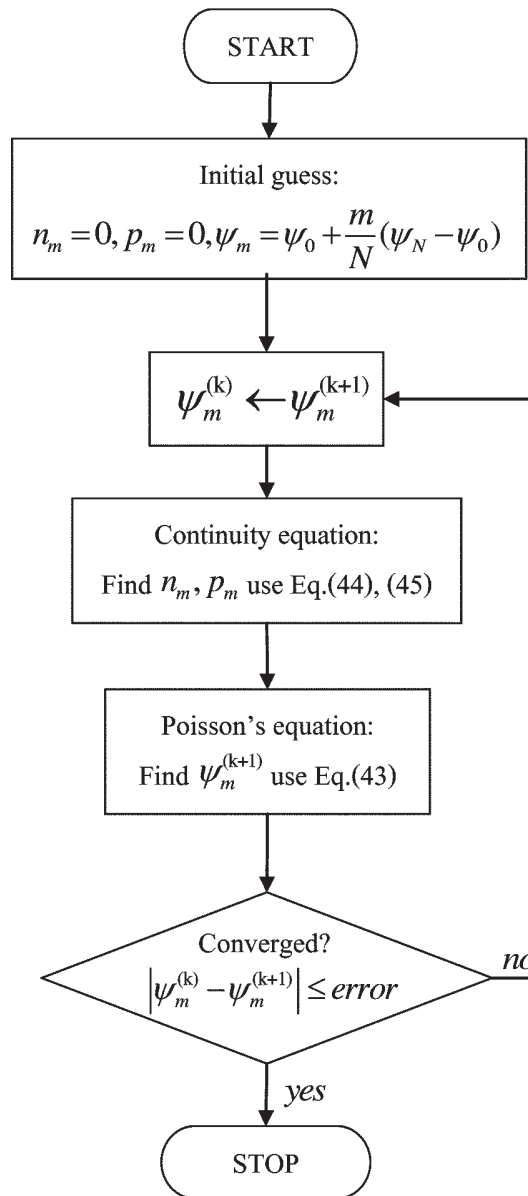 START
Initial guess:
n_m = 0, p_m = 0, ψ_m = ψ_0 + m/N (ψ_N − ψ_0)
ψ_m^(k) ← ψ_m^(k+1)
Continuity equation:
Find n_m, p_m use Eq.(44), (45)
Poisson's equation:
Find ψ_m^(k+1) use Eq.(43)
Converged?
|ψ_m^(k) − ψ_m^(k+1)| ≤ error
no
yes
STOP